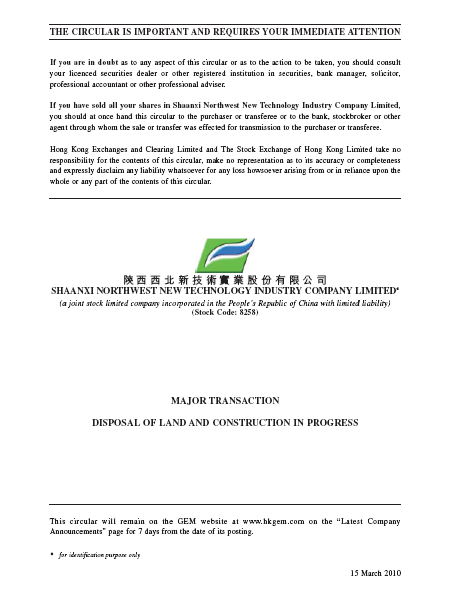 THE CIRCULAR IS IMPORTANT AND REQUIRES YOUR IMMEDIATE ATTENTION
If you are in doubt as to any aspect of this circular or as to the action to be taken, you should consult
your licenced securities dealer or other registered institution in securities, bank manager, solicitor,
professional accountant or other professional adviser.
If you have sold all your shares in Shaanxi Northwest New Technology Industry Company Limited,
you should at once hand this circular to the purchaser or transferee or to the bank, stockbroker or other
agent through whom the sale or transfer was effected for transmission to the purchaser or transferee.
Hong Kong Exchanges and Clearing Limited and The Stock Exchange of Hong Kong Limited take no
responsibility for the contents of this circular, make no representation as to its accuracy or completeness
and expressly disclaim any liability whatsoever for any loss howsoever arising from or in reliance upon the
whole or any part of the contents of this circular.
陝西西北新技術實業股份有限公司
SHAANXI NORTHWEST NEW TECHNOLOGY INDUSTRY COMPANY LIMITED*
(a joint stock limited company incorporated in the People's Republic of China with limited liability)
(Stock Code: 8258)
MAJOR TRANSACTION
DISPOSAL OF LAND AND CONSTRUCTION IN PROGRESS
This circular will remain on the GEM website at www.hkgem.com on the “Latest Company
Announcements” page for 7 days from the date of its posting.
* for identification purpose only
15 March 2010